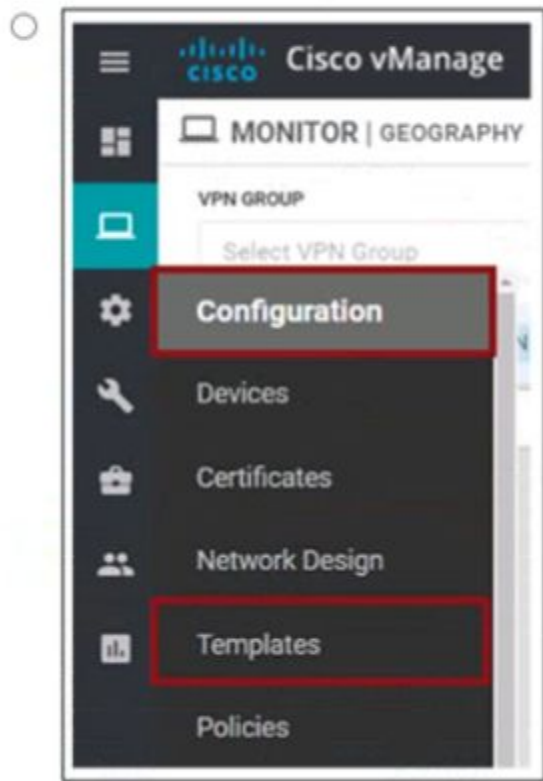 cisco Cisco vManage
MONITOR | GEOGRAPHY
VPN GROUP
Select VPN Group
Configuration
Devices
Certificates
Network Design
Templates
Policies